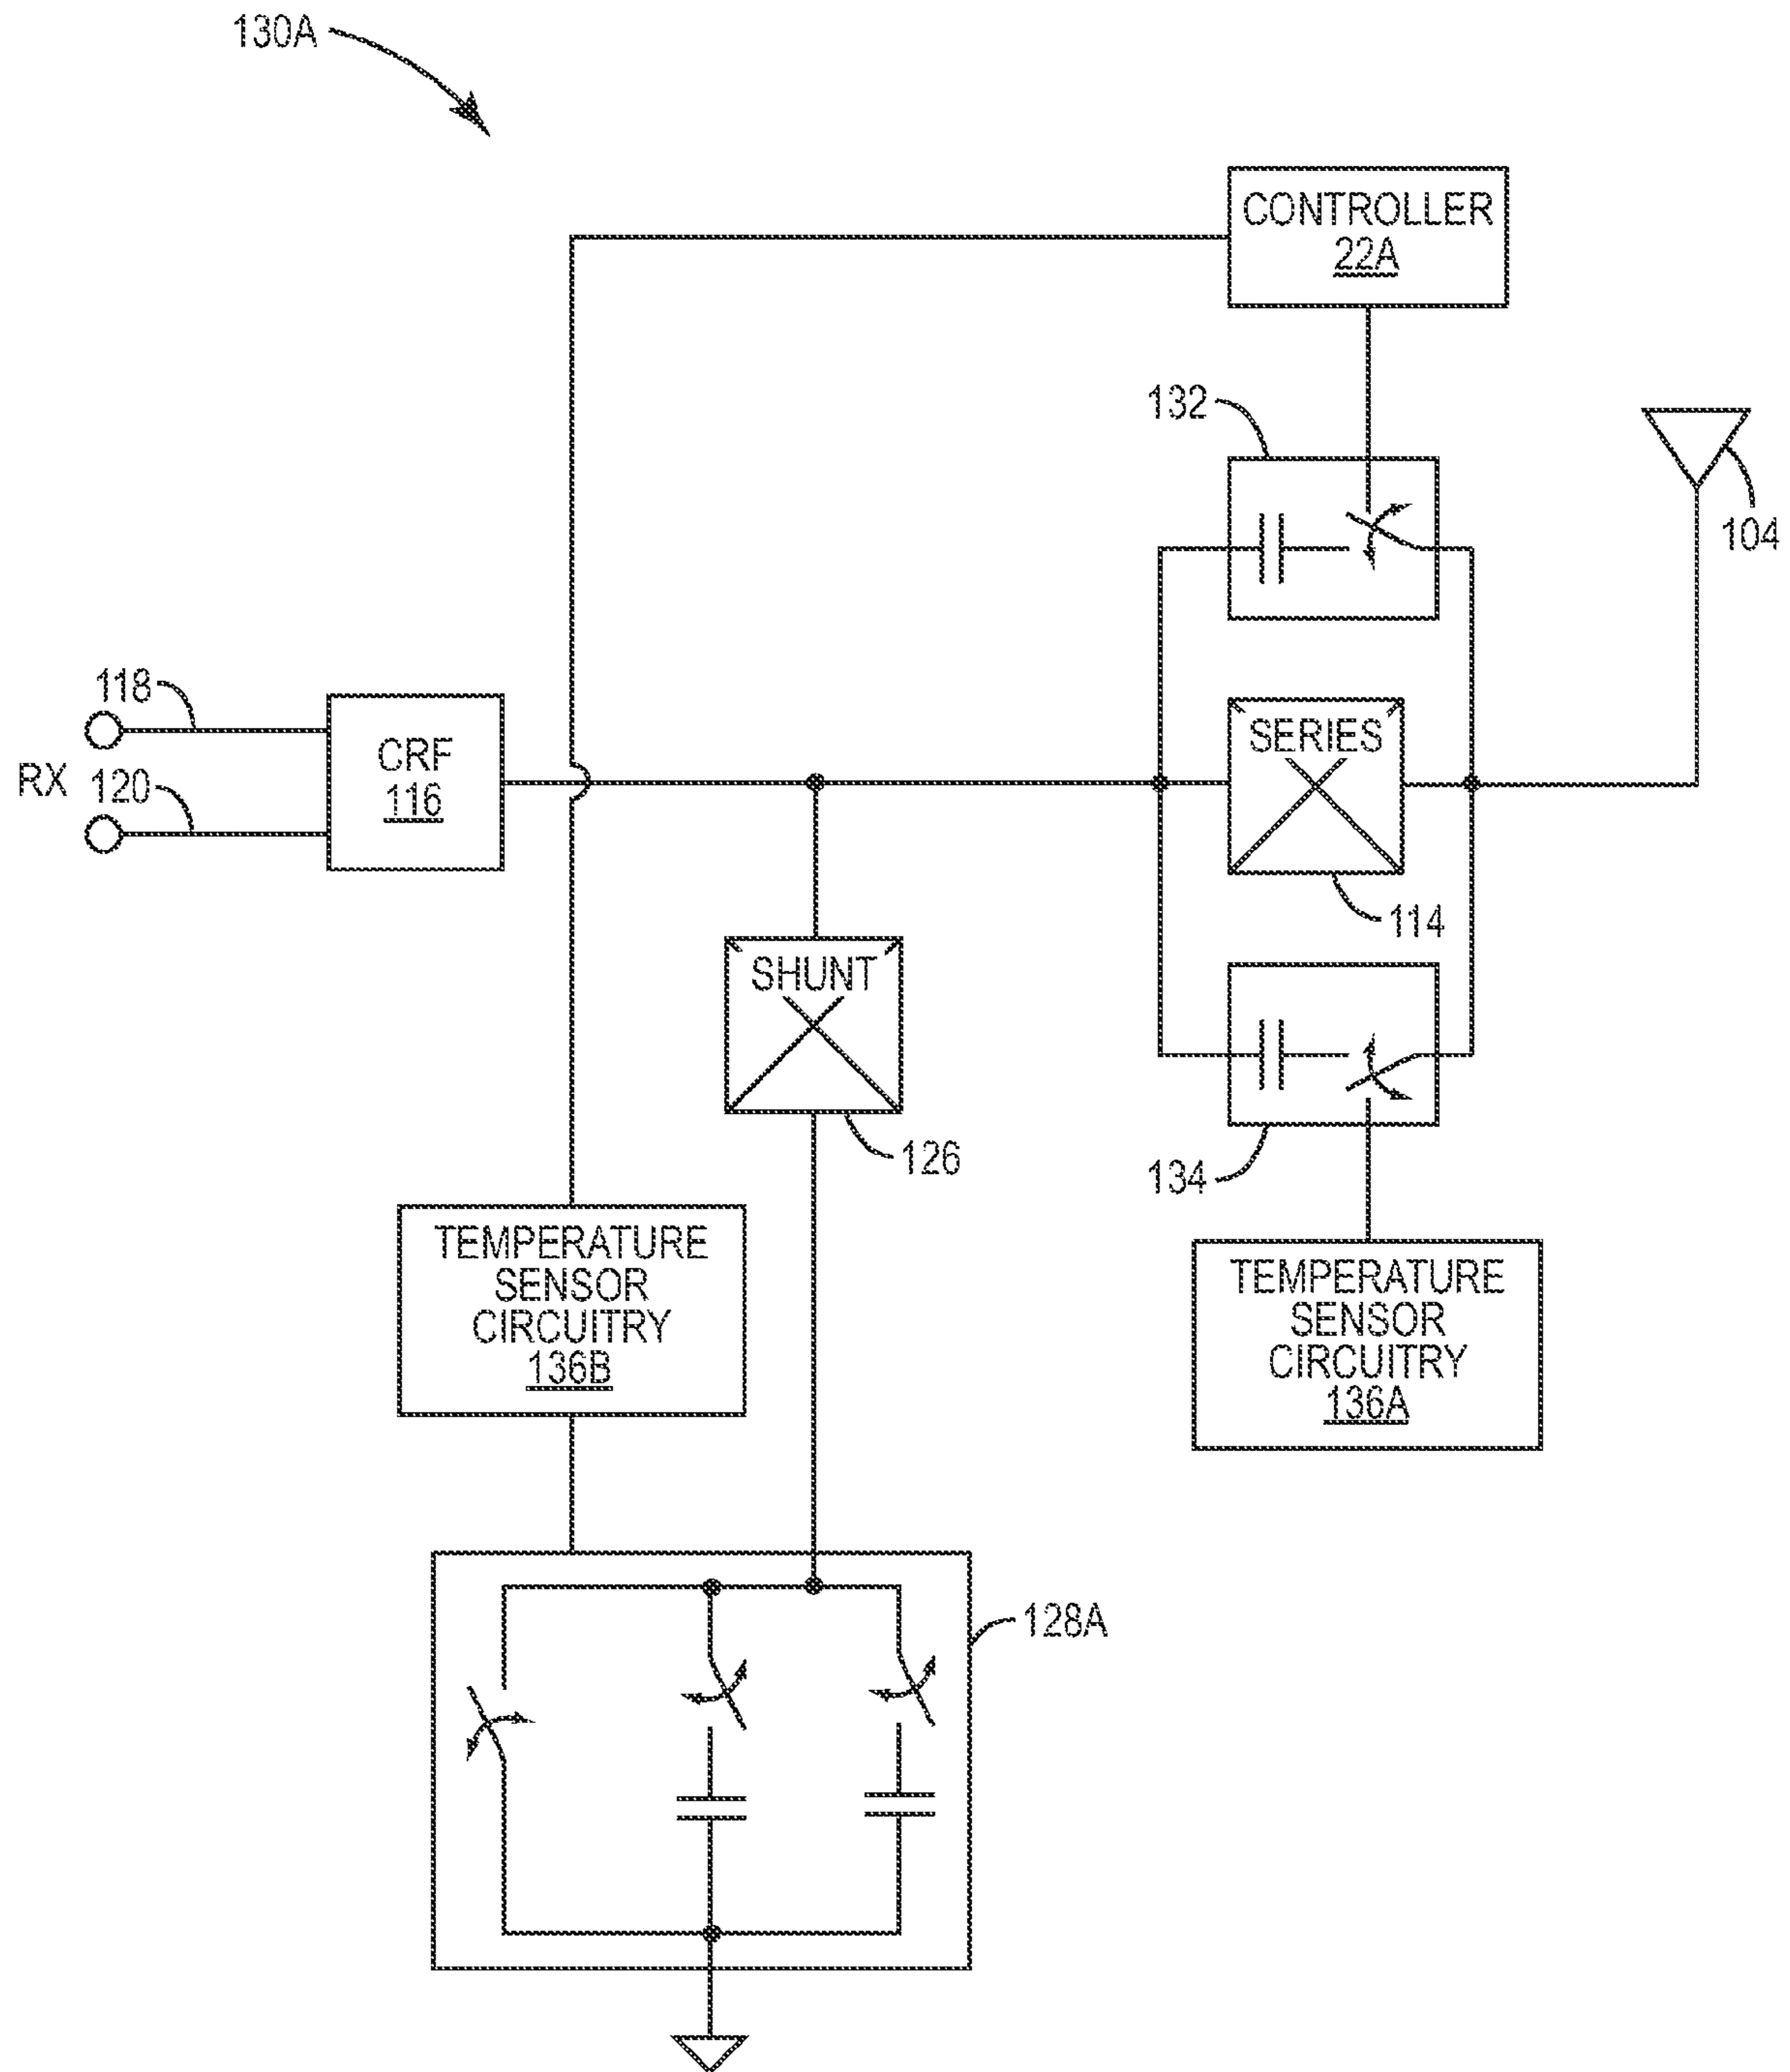 130A
CONTROLLER
22A
132
104
118
CRF
116
RX
120
SERIES
114
SHUNT
126
134
TEMPERATURE
SENSOR
CIRCUITRY
136B
TEMPERATURE
SENSOR
CIRCUITRY
136A
128A